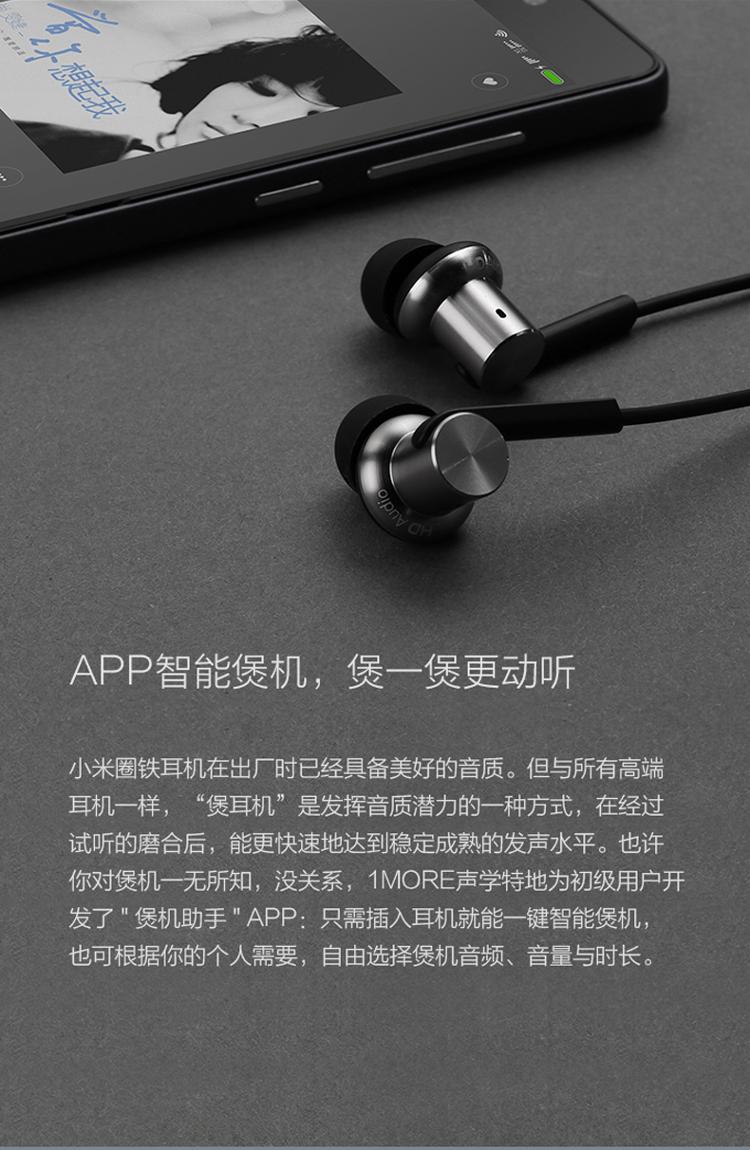 当你
想起我
HD Audio
APP智能煲机，煲一煲更动听
小米圈铁耳机在出厂时已经具备美好的音质。但与所有高端
耳机一样，“煲耳机”是发挥音质潜力的一种方式，在经过
试听的磨合后，能更快速地达到稳定成熟的发声水平。也许
你对煲机一无所知，没关系，1MORE声学特地为初级用户开
发了＂煲机助手＂APP：只需插入耳机就能一键智能煲机，
也可根据你的个人需要，自由选择煲机音频、音量与时长。